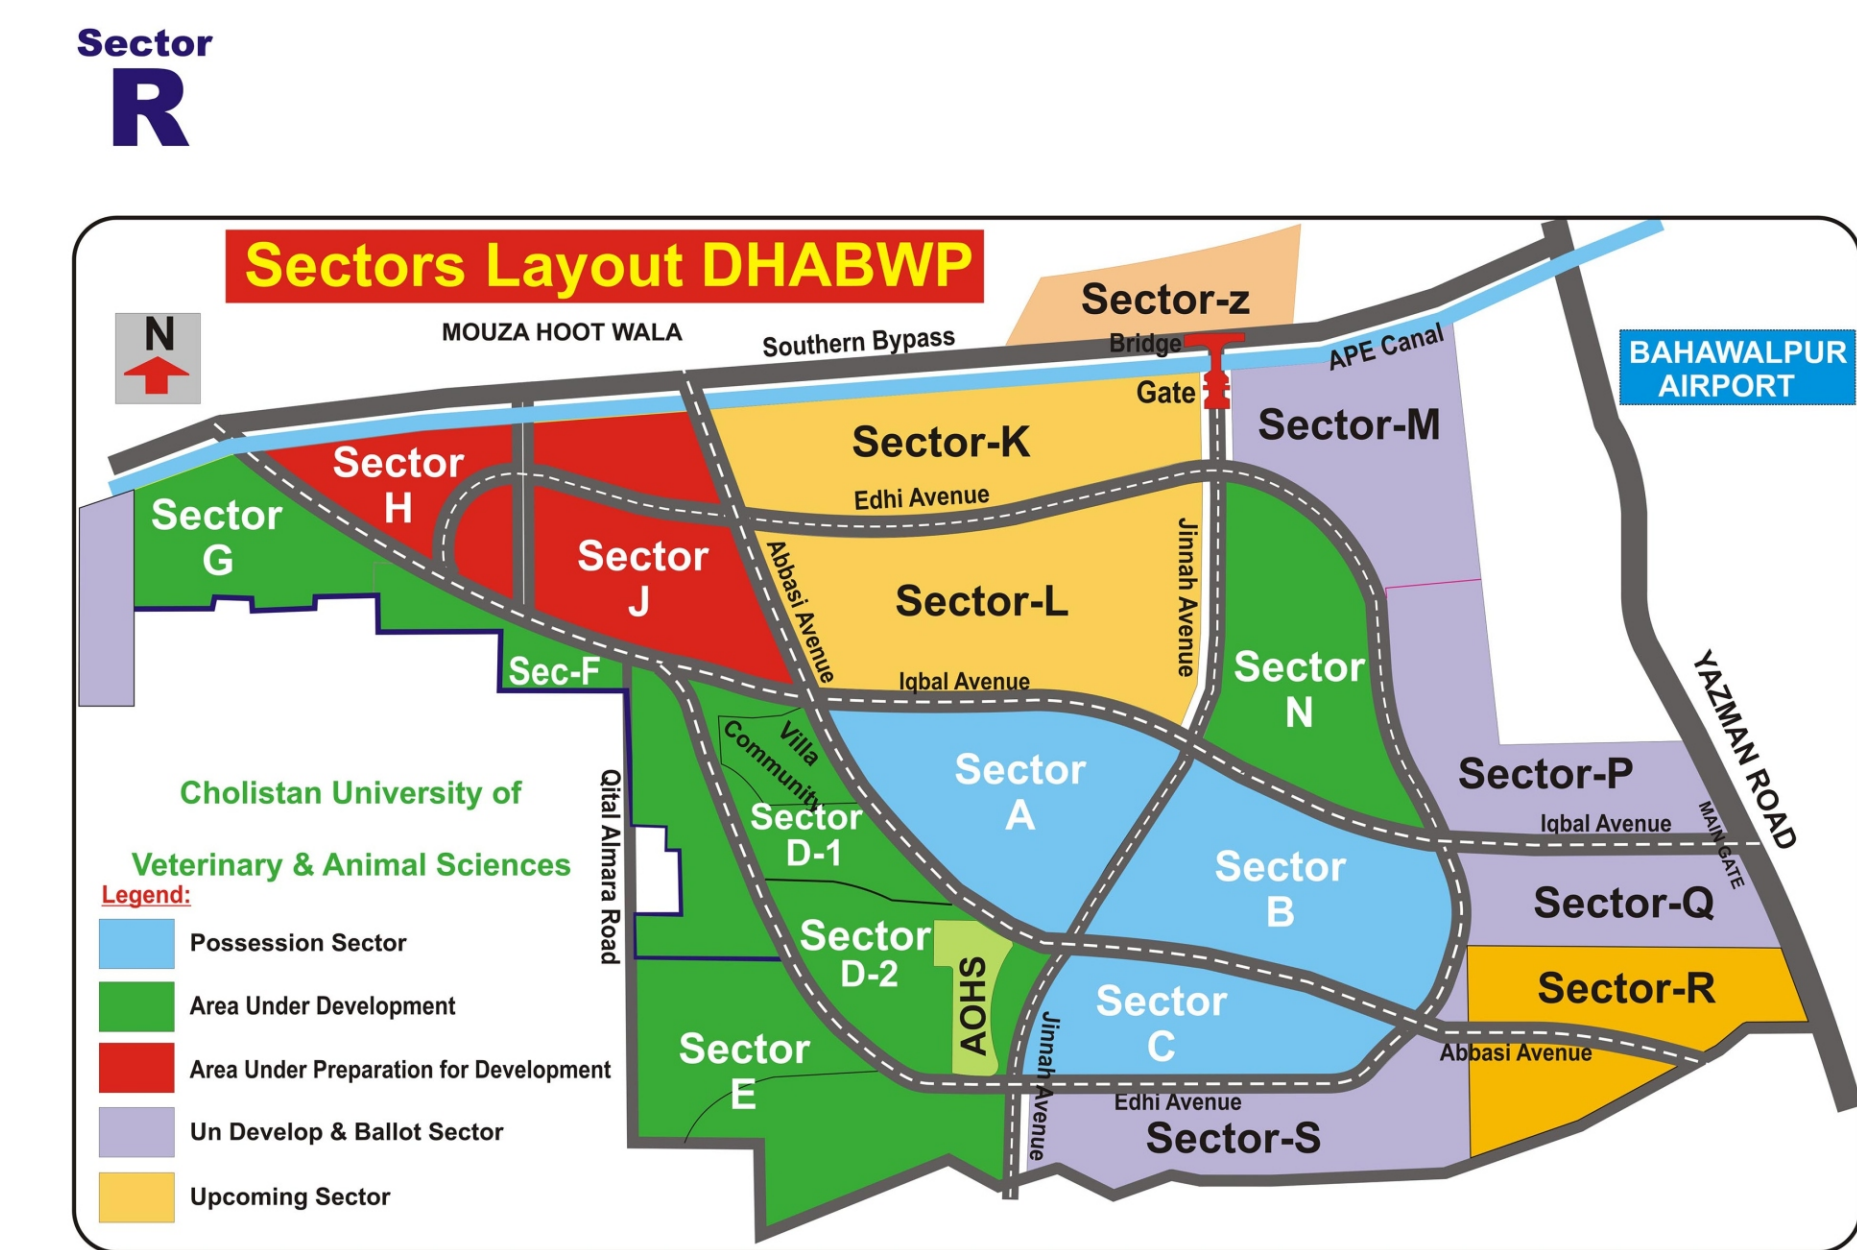 Sector
R
Sectors Layout DHABWP
N
MOUZA HOOT WALA
Southern Bypass
Sector-z
Bridge
APE Canal
Gate
BAHAWALPUR
AIRPORT
Sector
G
Sector
H
Sector
J
Sector-K
Sector-M
Edhi Avenue
Abbasi Avenue
Sector-L
Jinnah Avenue
Sector
N
Sec-F
Iqbal Avenue
YAZMAN ROAD
Villa
Community
Sector
A
Sector-P
Iqbal Avenue
MAIN GATE
Cholistan University of
Veterinary & Animal Sciences
Qital Almara Road
Sector
D-1
Sector
B
Sector-Q
Sector
D-2
AOHS
Sector
C
Sector-R
Abbasi Avenue
Sector
E
Jinnah Avenue
Edhi Avenue
Sector-S
Legend:
Possession Sector
Area Under Development
Area Under Preparation for Development
Un Develop & Ballot Sector
Upcoming Sector